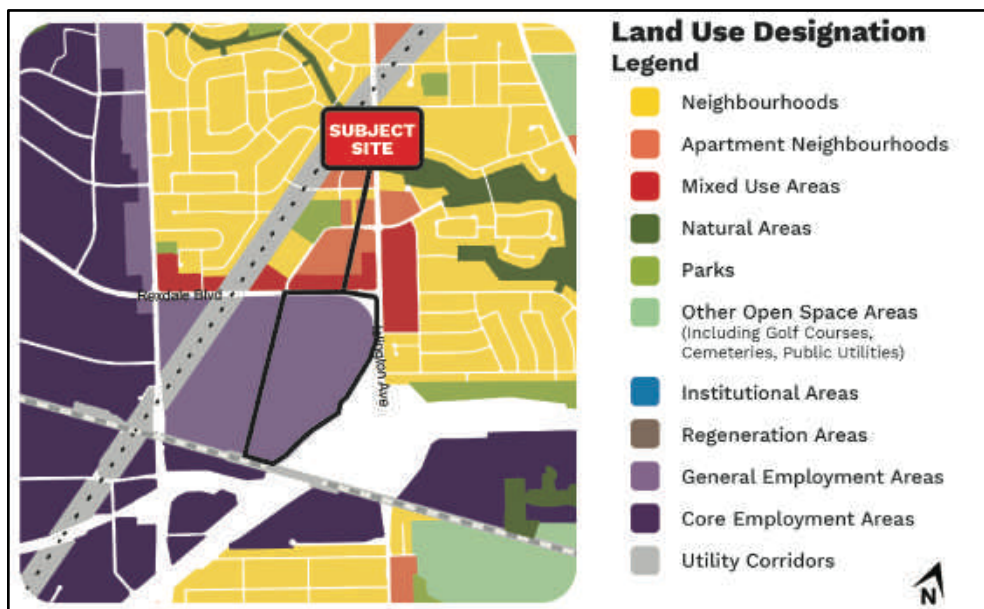 SUBJECT
SITE
Rexdale Blvd
Islington Ave
Land Use Designation
Legend
Neighbourhoods
Apartment Neighbourhoods
Mixed Use Areas
Natural Areas
Parks
Other Open Space Areas
(Including Golf Courses,
Cemeteries, Public Utilities)
Institutional Areas
Regeneration Areas
General Employment Areas
Core Employment Areas
Utility Corridors
N